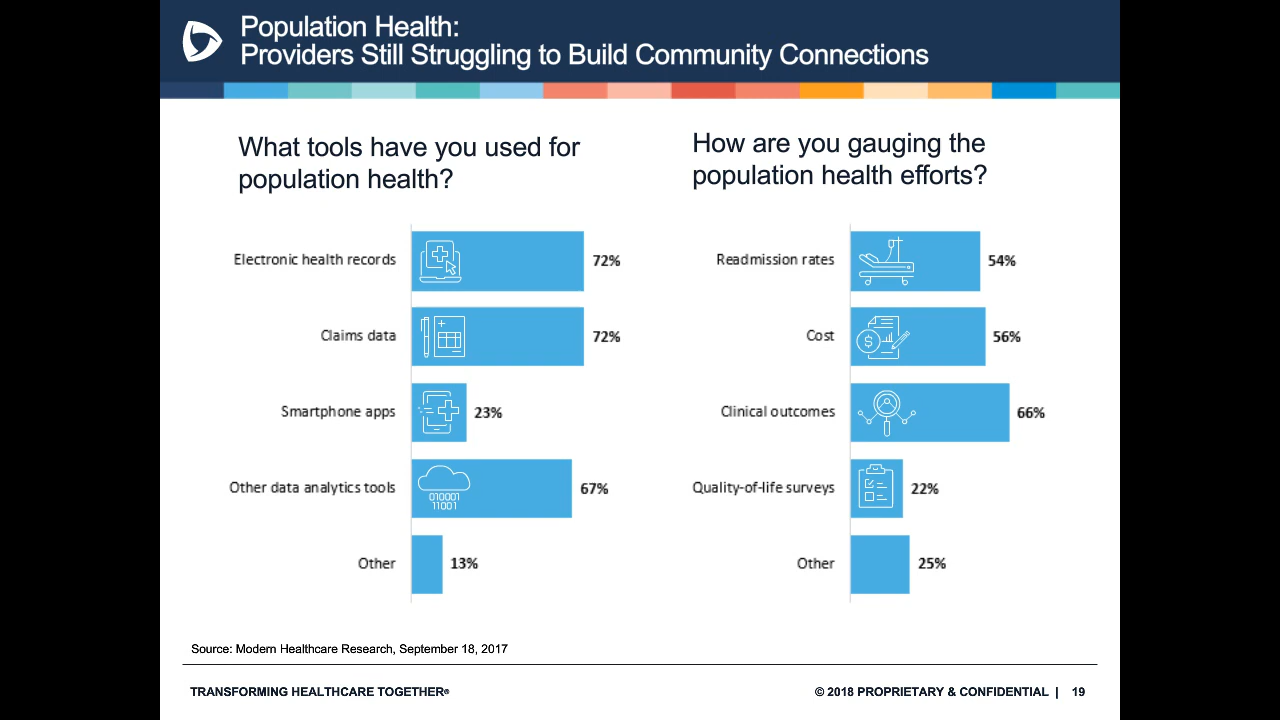 Population Health:
Providers Still Struggling to Build Community Connections
What tools have you used for
population health?
Electronic health records
72%
Claims data
72%
Smartphone apps
23%
Other data analytics tools
010001
11001
67%
Other
13%
How are you gauging the
population health efforts?
Readmission rates
54%
Cost
$
56%
Clinical outcomes
66%
Quality-of-life surveys
22%
Other
25%
Source: Modern Healthcare Research, September 18, 2017
TRANSFORMING HEALTHCARE TOGETHER®
© 2018 PROPRIETARY & CONFIDENTIAL | 19